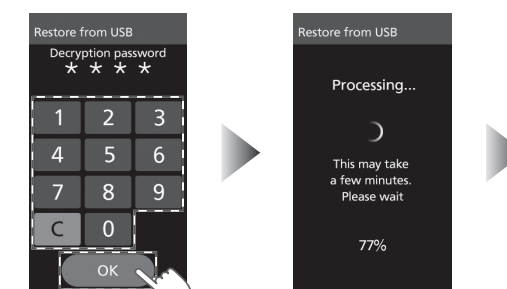 Restore from USB
Decryption password
* * * *
1 2 3
4 5 6
7 8 9
C 0
OK
Restore from USB
Processing...
This may take
a few minutes.
Please wait
77%